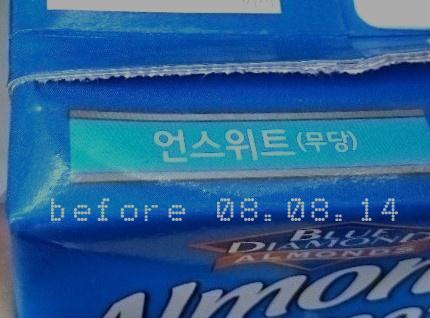 언스위트(무당)
before 08.08.14
BLUE
DIAMOND
ALMONDS
Almon